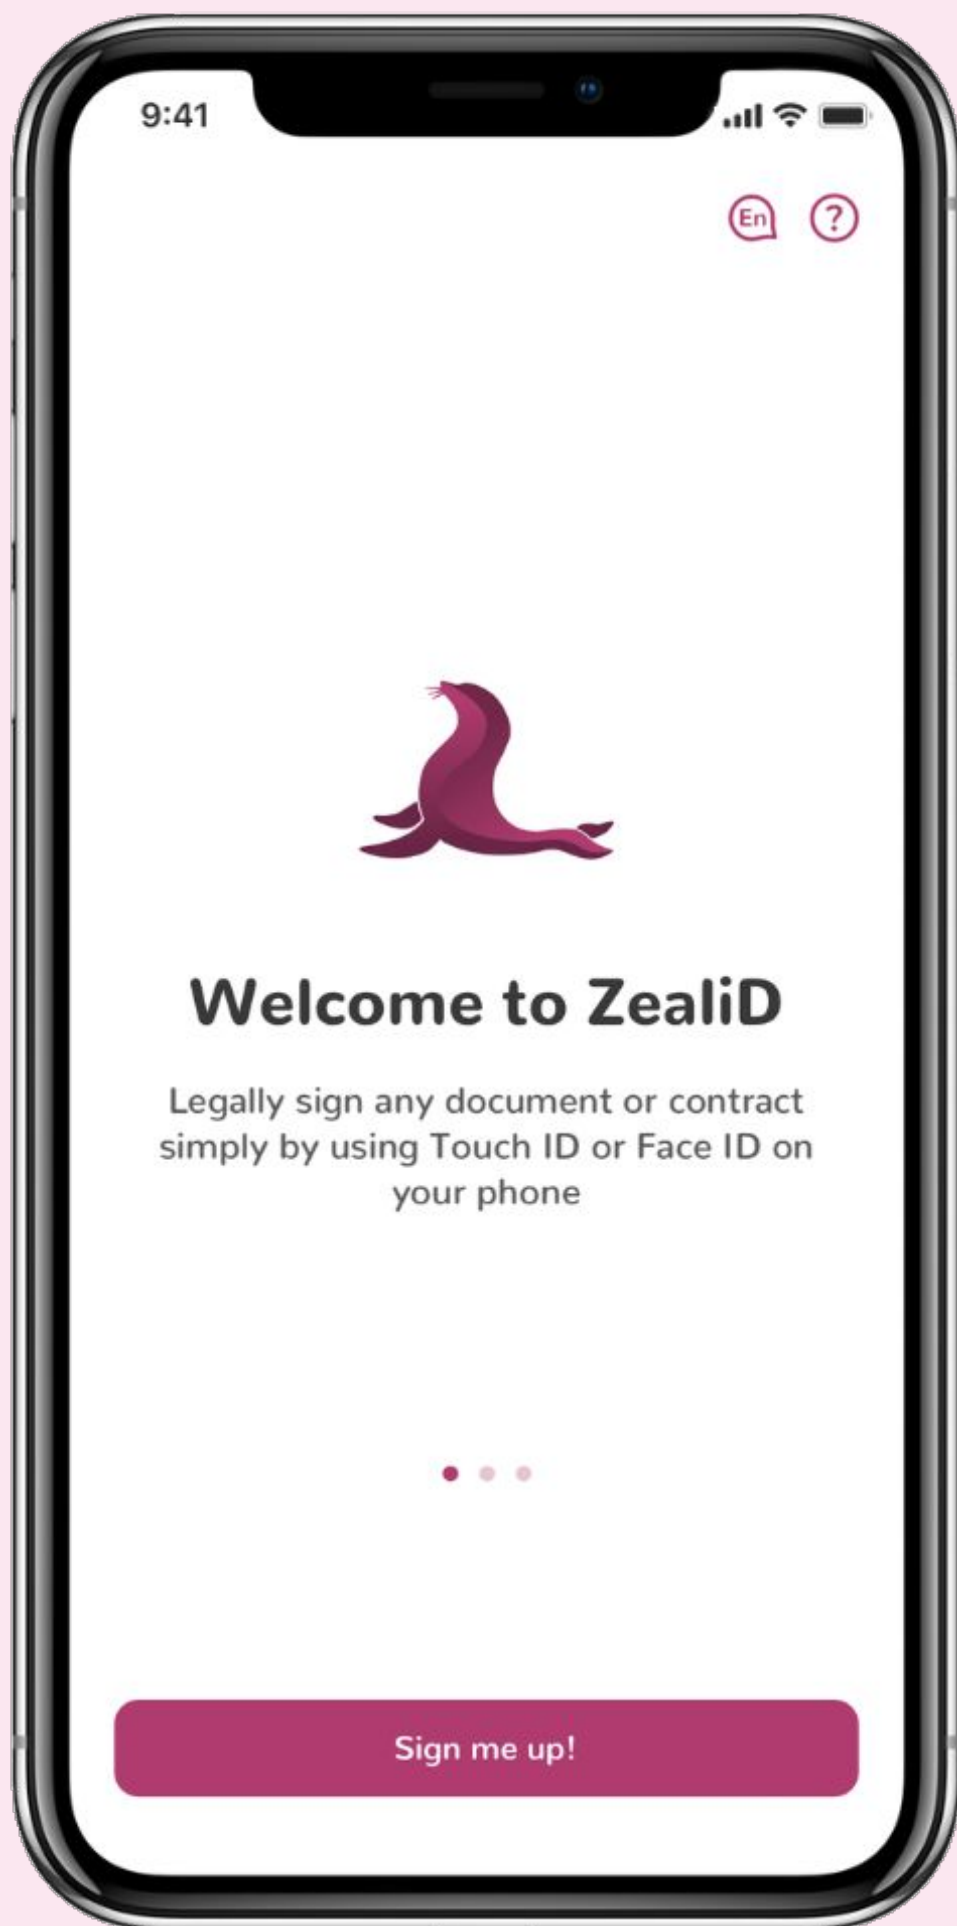 9:41
En ?
Welcome to ZealiD
Legally sign any document or contract
simply by using Touch ID or Face ID on
your phone
Sign me up!